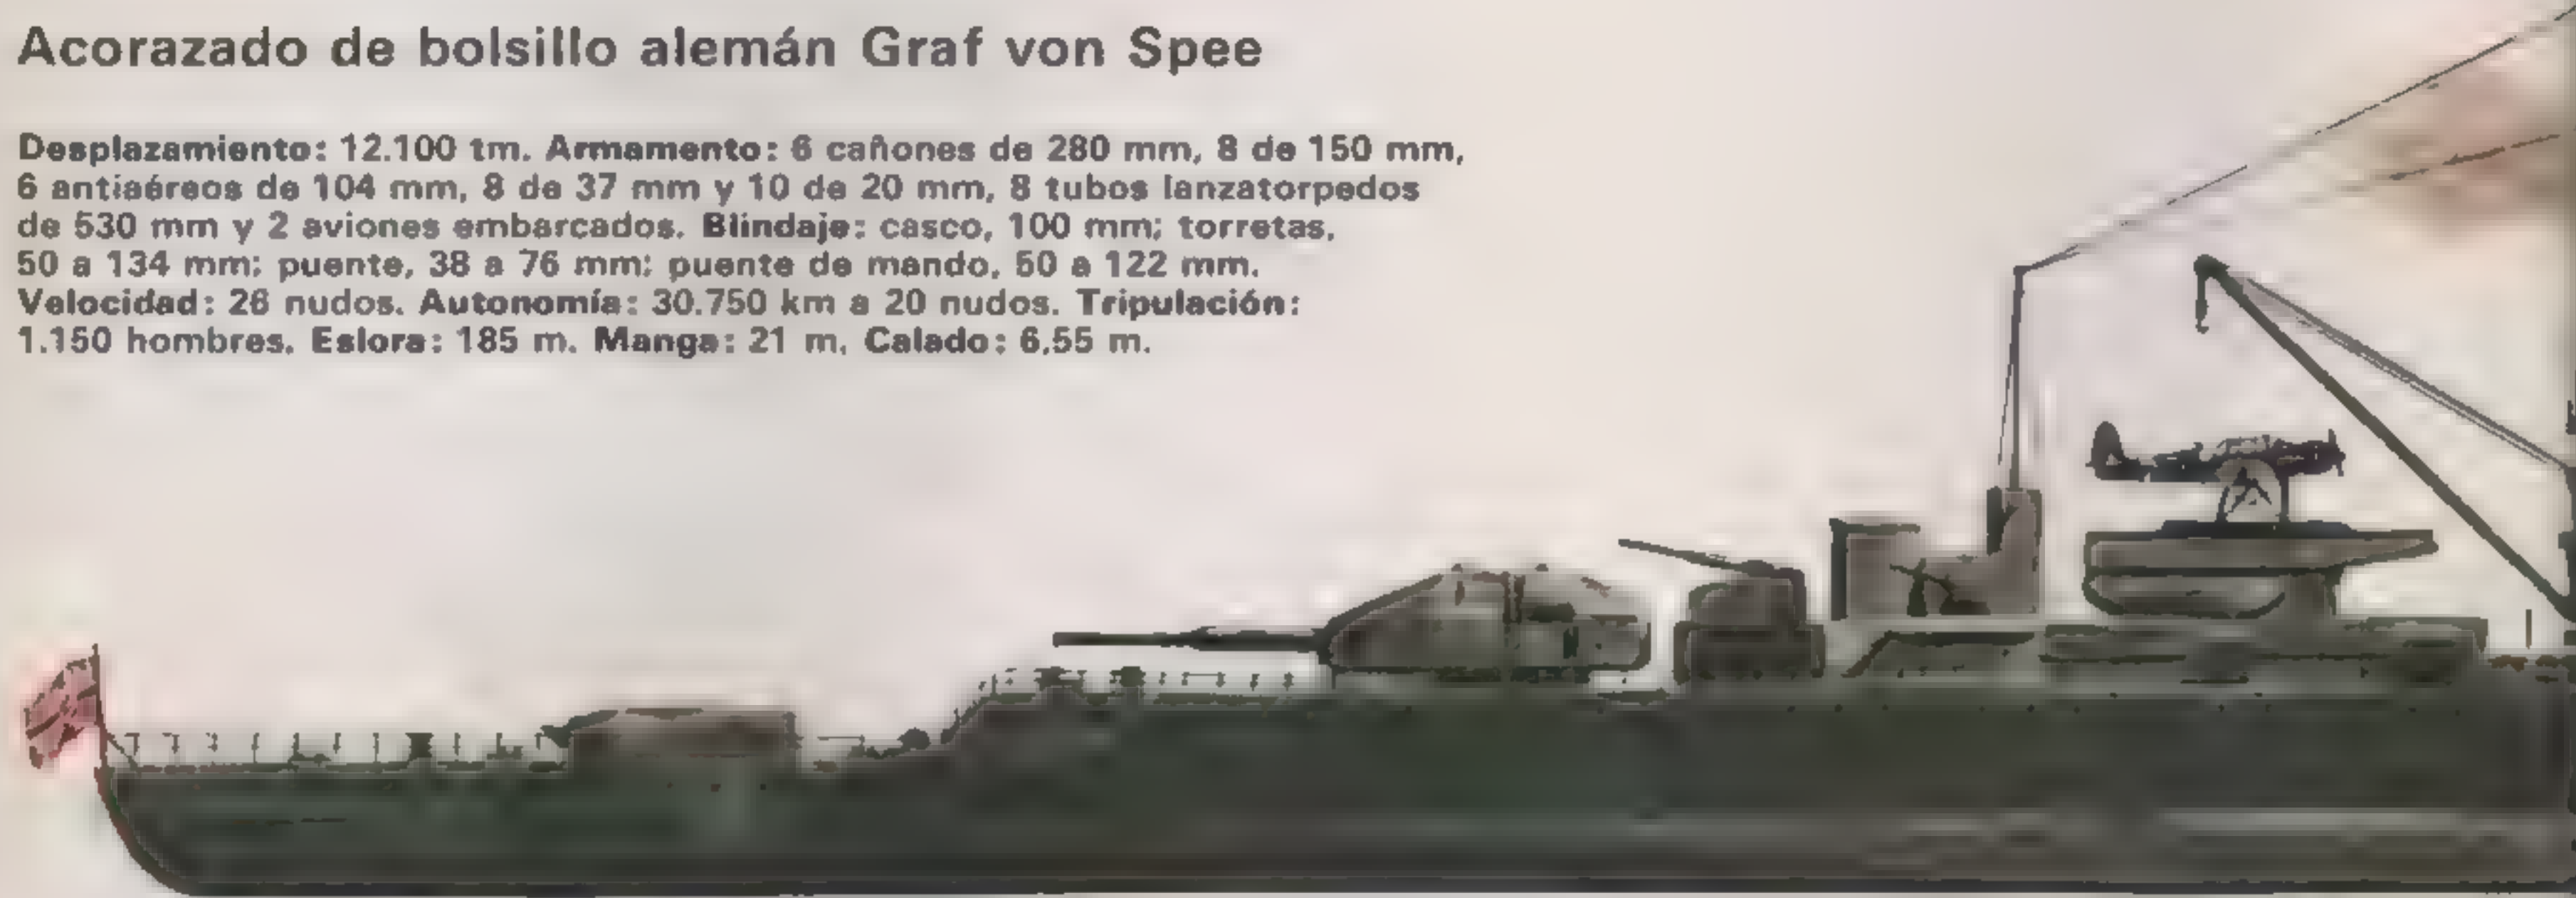 Acorazado de bolsillo alemán Graf von Spee
Desplazamiento: 12.100 tm. Armamento: 6 cañones de 280 mm, 8 de 150 mm,
6 antiaéreos de 104 mm, 8 de 37 mm y 10 de 20 mm, 8 tubos lanzatorpedos
de 530 mm y 2 aviones embarcados. Blindaje: casco, 100 mm; torretas,
50 a 134 mm; puente, 38 a 76 mm; puente de mando, 50 a 122 mm.
Velocidad: 26 nudos. Autonomía: 30.750 km a 20 nudos. Tripulación:
1.150 hombres. Eslora: 185 m. Manga: 21 m. Calado: 6,55 m.